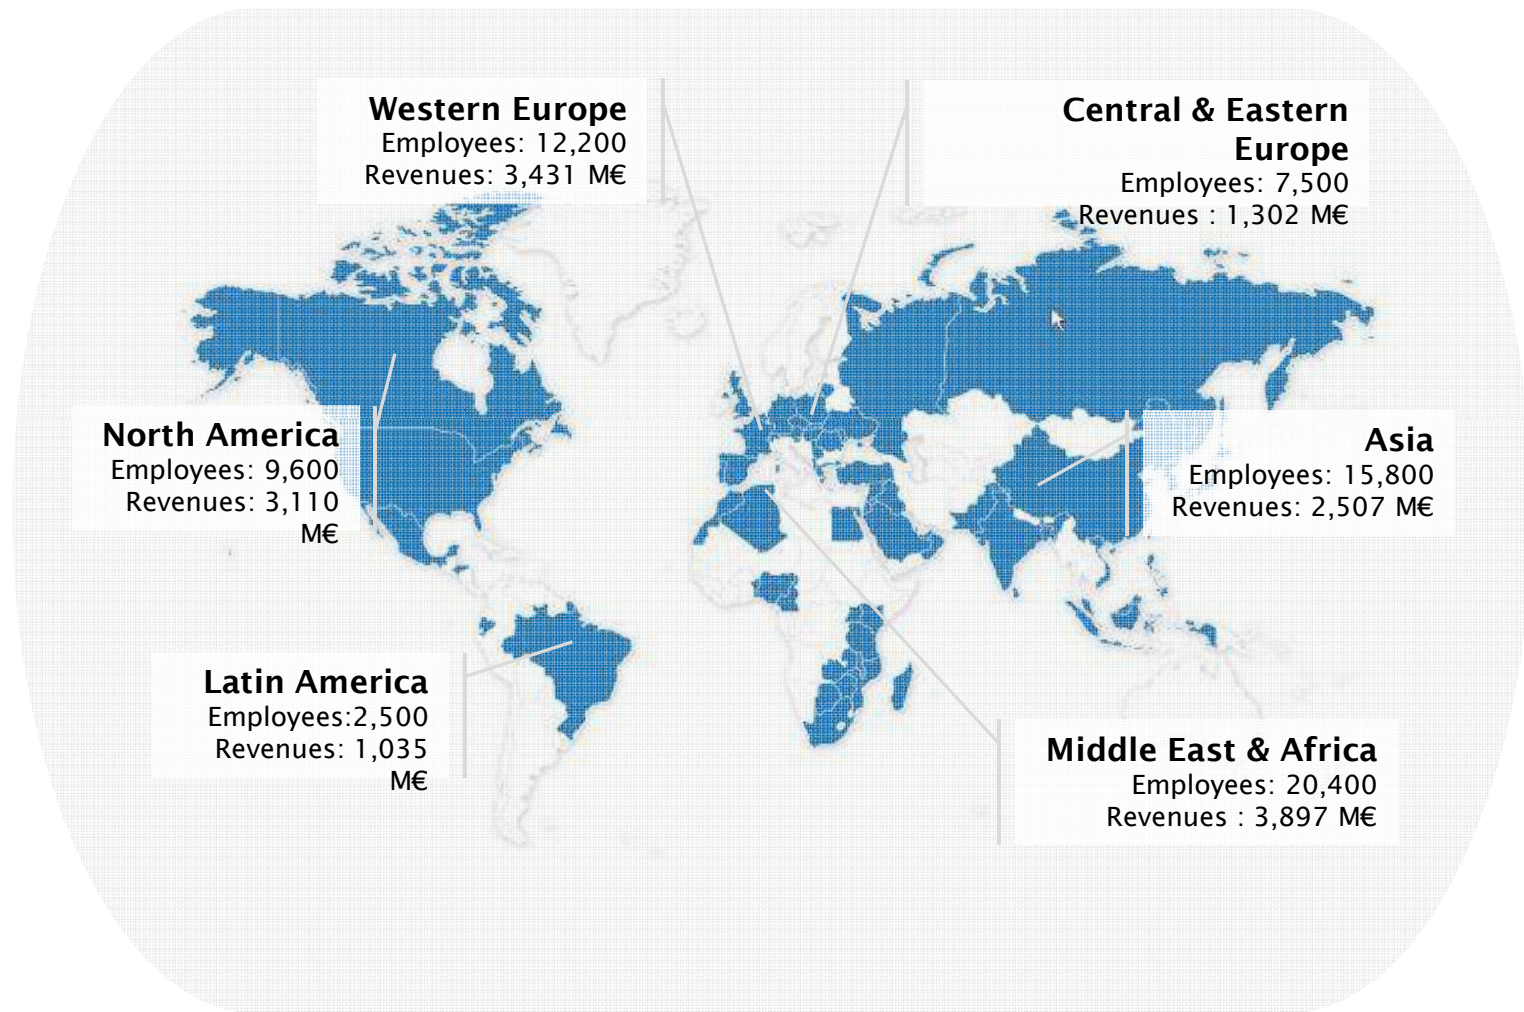 Western Europe
Employees: 12,200
Revenues: 3,431 M€
Central & Eastern
Europe
Employees: 7,500
Revenues : 1,302 M€
North America
Employees: 9,600
Revenues: 3,110
M€
Asia
Employees: 15,800
Revenues: 2,507 M€
Latin America
Employees:2,500
Revenues: 1,035
M€
Middle East & Africa
Employees: 20,400
Revenues : 3,897 M€